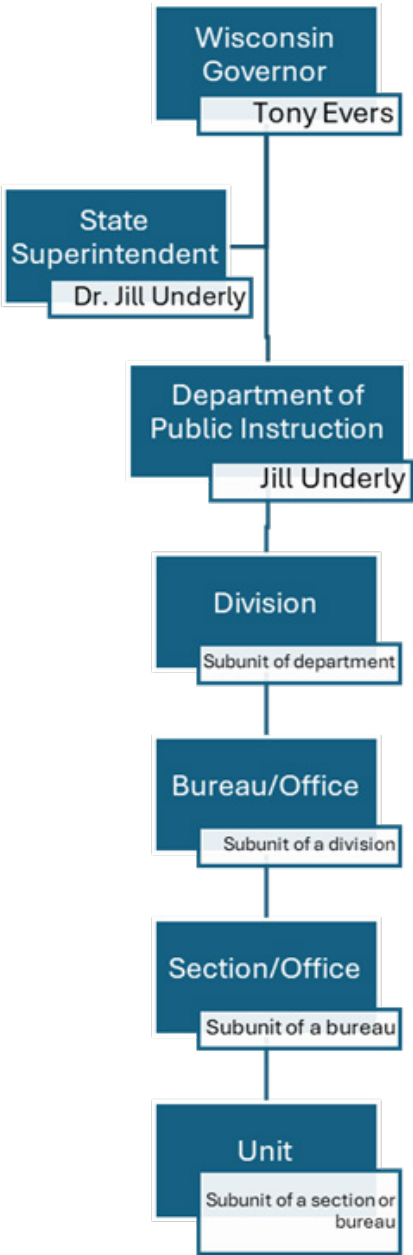 Wisconsin
Governor
Tony Evers
State
Superintendent
Dr. Jill Underly
Department of
Public Instruction
Jill Underly
Division
Subunit of department
Bureau/Office
Subunit of a division
Section/Office
Subunit of a bureau
Unit
Subunit of a section or
bureau